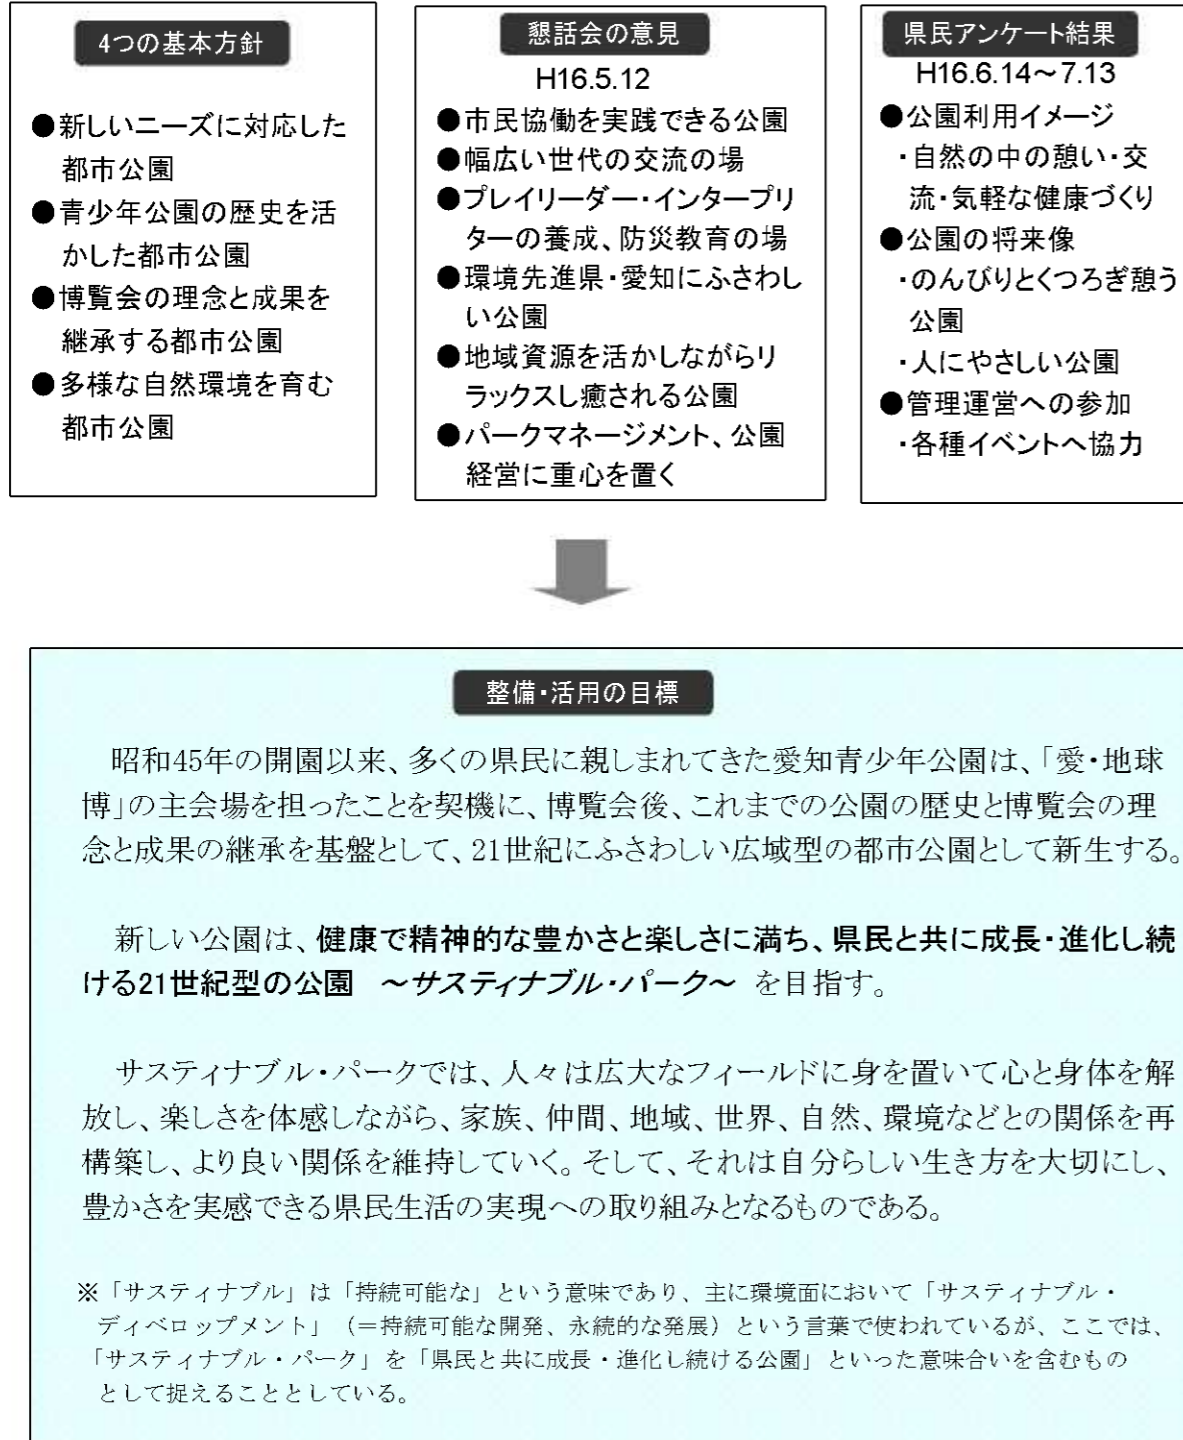 4つの基本方針
●新しいニーズに対応した
都市公園
●青少年公園の歴史を活
かした都市公園
●博覧会の理念と成果を
継承する都市公園
●多様な自然環境を育む
都市公園
懇話会の意見
H16.5.12
●市民協働を実践できる公園
●幅広い世代の交流の場
●プレイリーダー・インタープリ
ターの養成、防災教育の場
●環境先進県・愛知にふさわし
い公園
●地域資源を活かしながらリ
ラックスし癒される公園
●パークマネージメント、公園
経営に重心を置く
県民アンケート結果
H16.6.14～7.13
●公園利用イメージ
・自然の中の憩い・交
流・気軽な健康づくり
●公園の将来像
・のんびりとくつろぎ憩う
公園
・人にやさしい公園
●管理運営への参加
・各種イベントへ協力
整備・活用の目標
昭和45年の開園以来、多くの県民に親しまれてきた愛知青少年公園は、「愛・地球
博」の主会場を担ったことを契機に、博覧会後、これまでの公園の歴史と博覧会の理
念と成果の継承を基盤として、21世紀にふさわしい広域型の都市公園として新生する。
新しい公園は、健康で精神的な豊かさと楽しさに満ち、県民と共に成長・進化し続
ける21世紀型の公園　～サスティナブル・パーク～ を目指す。
サスティナブル・パークでは、人々は広大なフィールドに身を置いて心と身体を解
放し、楽しさを体感しながら、家族、仲間、地域、世界、自然、環境などとの関係を再
構築し、より良い関係を維持していく。そして、それは自分らしい生き方を大切にし、
豊かさを実感できる県民生活の実現への取り組みとなるものである。
※「サスティナブル」は「持続可能な」という意味であり、主に環境面において「サスティナブル・
ディベロップメント」（＝持続可能な開発、永続的な発展）という言葉で使われているが、ここでは、
「サスティナブル・パーク」を「県民と共に成長・進化し続ける公園」といった意味合いを含むもの
として捉えることとしている。